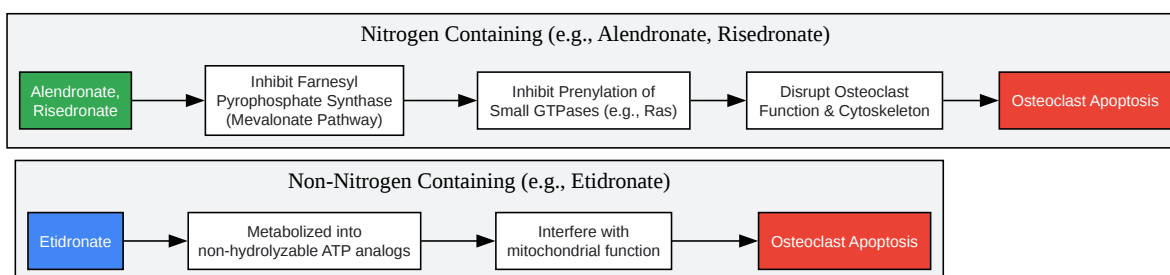 Nitrogen Containing (e.g., Alendronate, Risedronate)
Alendronate,
Risedronate
Inhibit Farnesyl
Pyrophosphate Synthase
(Mevalonate Pathway)
Inhibit Prenylation of
Small GTPases (e.g., Ras)
Disrupt Osteoclast
Function & Cytoskeleton
Osteoclast Apoptosis
Non-Nitrogen Containing (e.g., Etidronate)
Etidronate
Metabolized into
non-hydrolyzable ATP analogs
Interfere with
mitochondrial function
Osteoclast Apoptosis